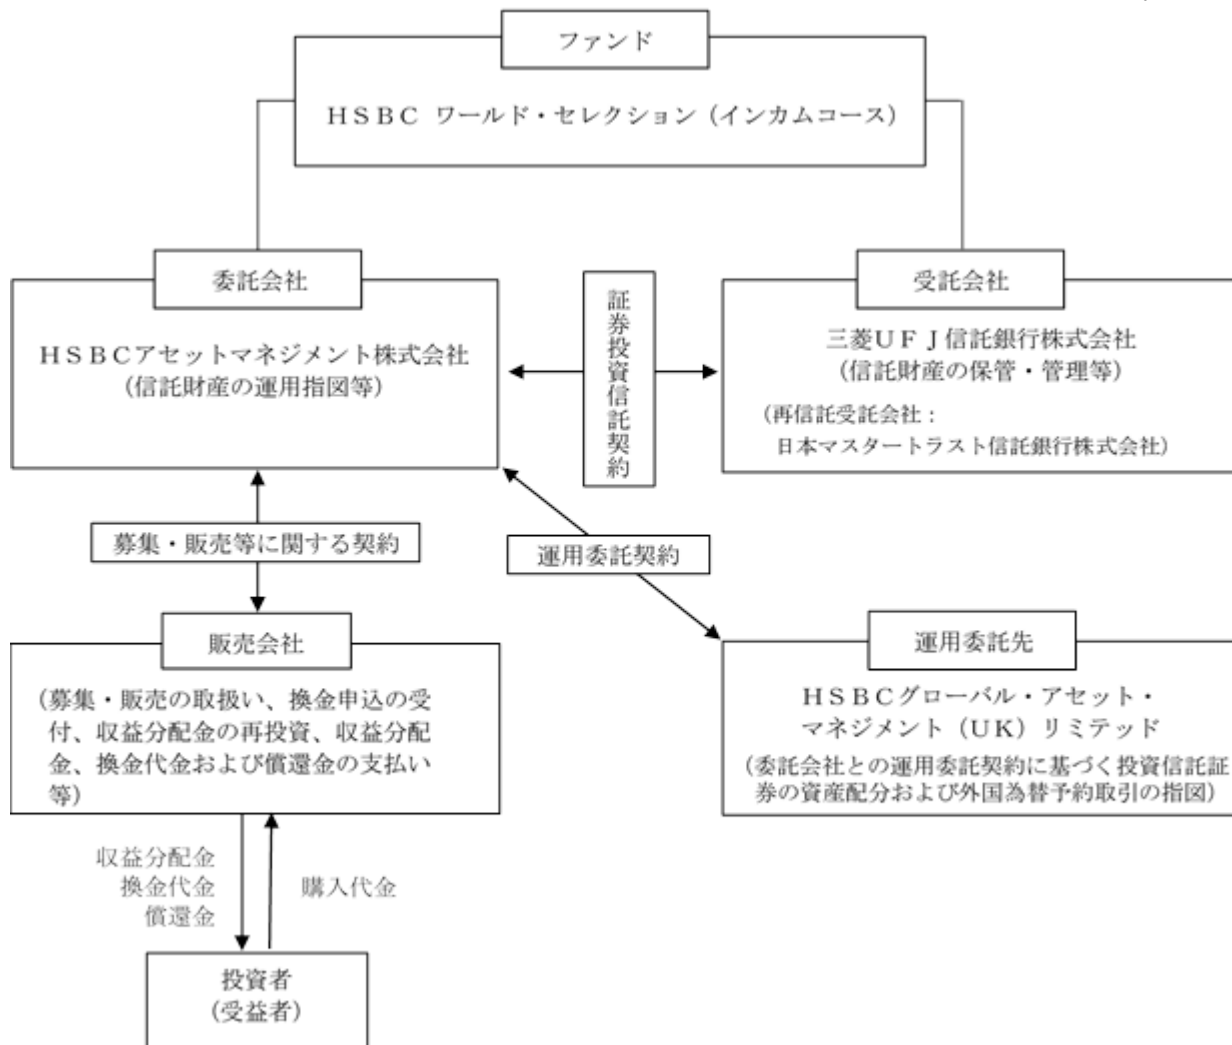 ファンド
HSBC ワールド・セレクション（インカムコース）
委託会社
HSBCアセットマネジメント株式会社
（信託財産の運用指図等）
証券投資信託契約
受託会社
三菱UFJ信託銀行株式会社
（信託財産の保管・管理等）
（再信託受託会社：
日本マスタートラスト信託銀行株式会社）
募集・販売等に関する契約
運用委託契約
販売会社
（募集・販売の取扱い、換金申込の受
付、収益分配金の再投資、収益分配
金、換金代金および償還金の支払い
等）
運用委託先
HSBCグローバル・アセット・
マネジメント（UK）リミテッド
（委託会社との運用委託契約に基づく投資信託証
券の資産配分および外国為替予約取引の指図）
収益分配金
換金代金
償還金
購入代金
投資者
（受益者）